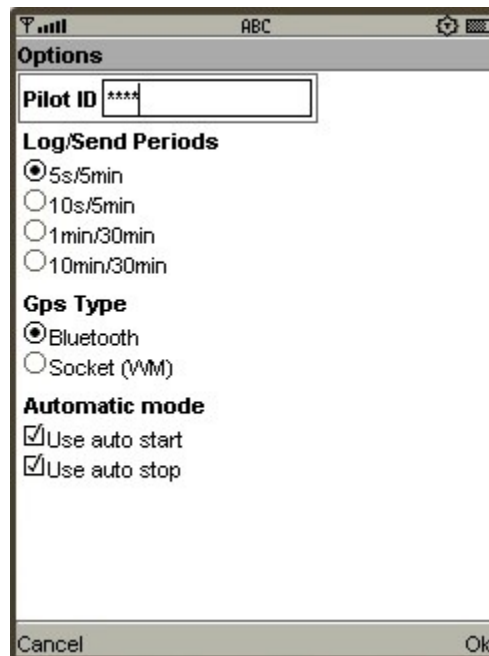 ABC
Options
Pilot ID ****
Log/Send Periods
5s/5min
10s/5min
1min/30min
10min/30min
Gps Type
Bluetooth
Socket (WM)
Automatic mode
Use auto start
Use auto stop
Cancel Ok